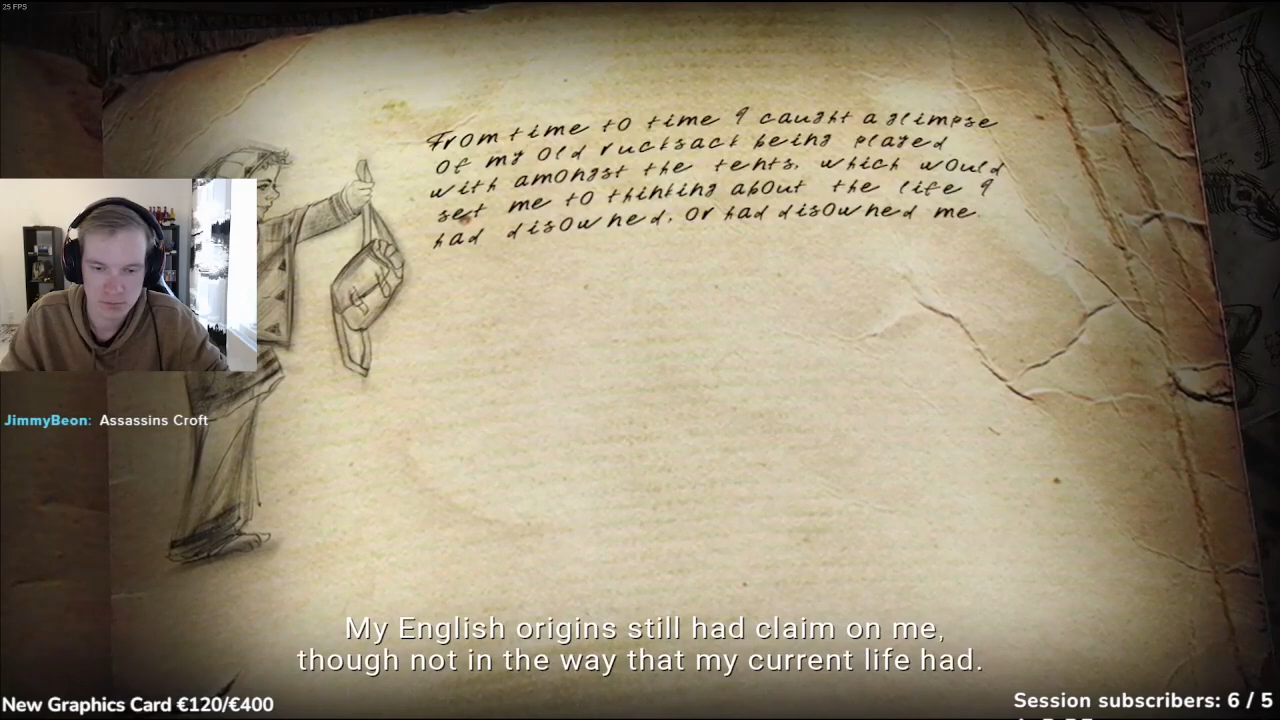 25 FPS
From time to time I caught a glimpse
of my old rucksack being played
with amongst the tents, which would
set me to thinking about the life I
had disowned, or had disowned me.
JimmyBeon: Assassins Croft
My English origins still had claim on me,
though not in the way that my current life had.
New Graphics Card €120/€400
Session subscribers: 6 / 5